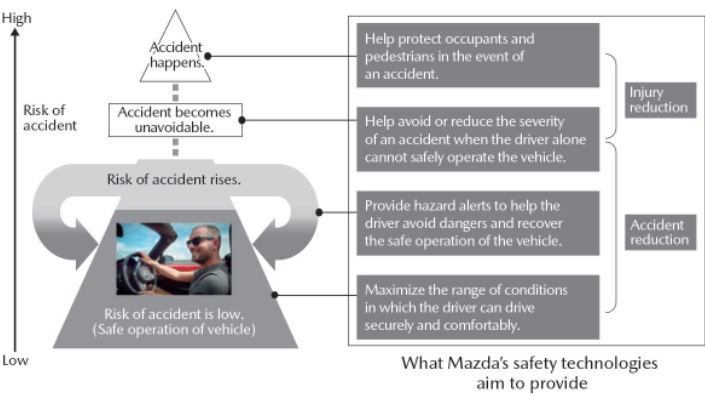 High
Risk of
accident
Low
Accident
happens.
Accident becomes
unavoidable.
Risk of accident rises.
Risk of accident is low.
(Safe operation of vehicle)
Help protect occupants and
pedestrians in the event of
an accident.
Help avoid or reduce the severity
of an accident when the driver alone
cannot safely operate the vehicle.
Provide hazard alerts to help the
driver avoid dangers and recover
the safe operation of the vehicle.
Maximize the range of conditions
in which the driver can drive
securely and comfortably.
Injury
reduction
Accident
reduction
What Mazda's safety technologies
aim to provide